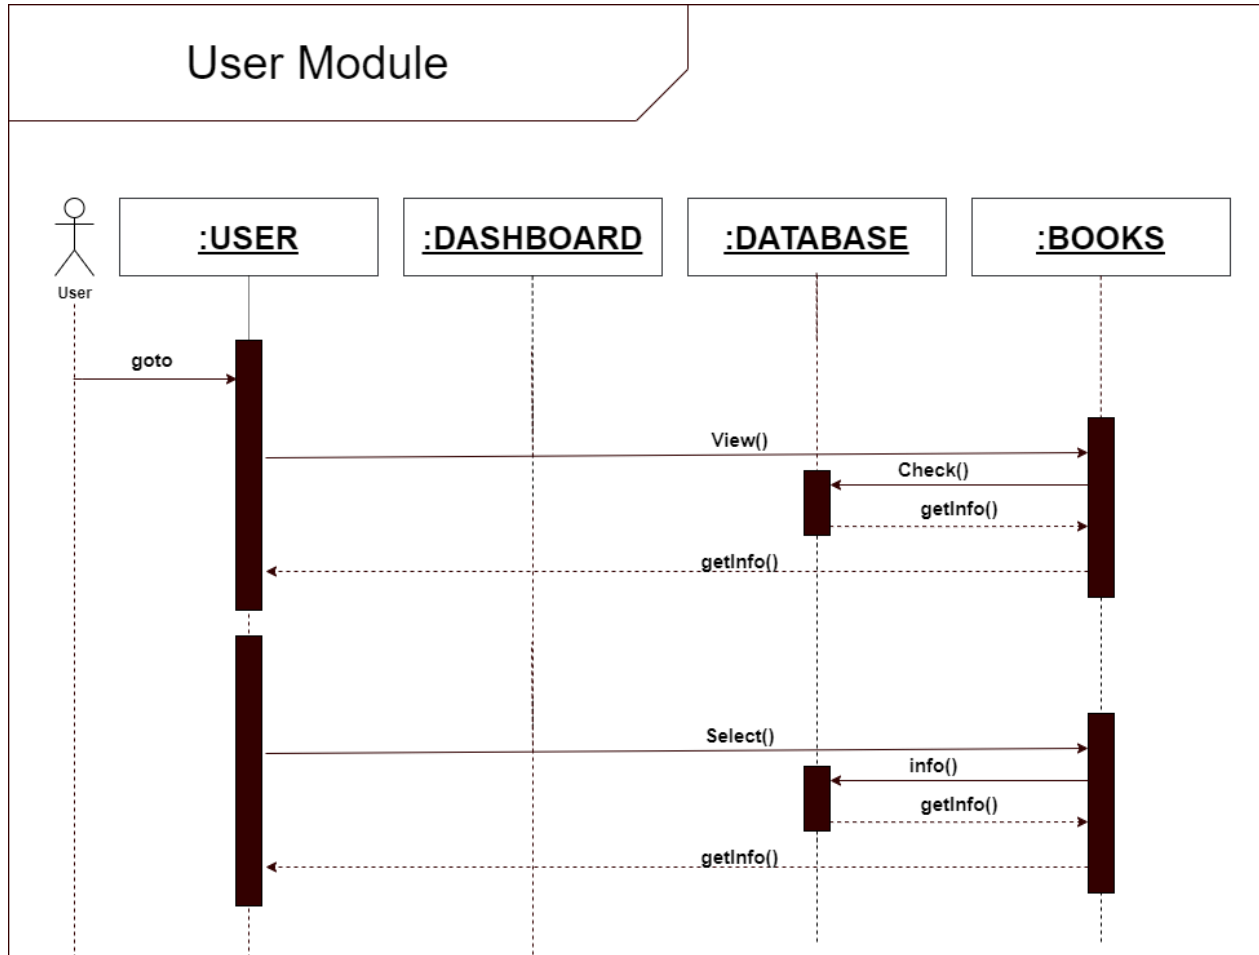 User Module
:USER
:DASHBOARD
:DATABASE
:BOOKS
User
goto
View()
Check()
getInfo()
getInfo()
Select()
info()
getInfo()
getInfo()